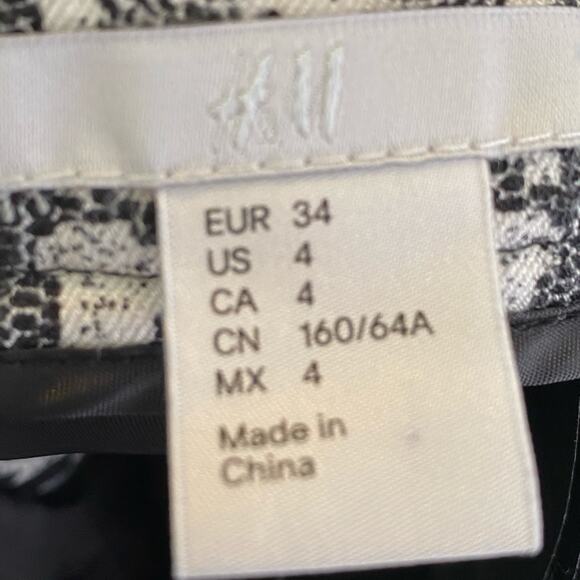 H&M
EUR 34
US 4
CA 4
CN 160/64A
MX 4
Made in
China